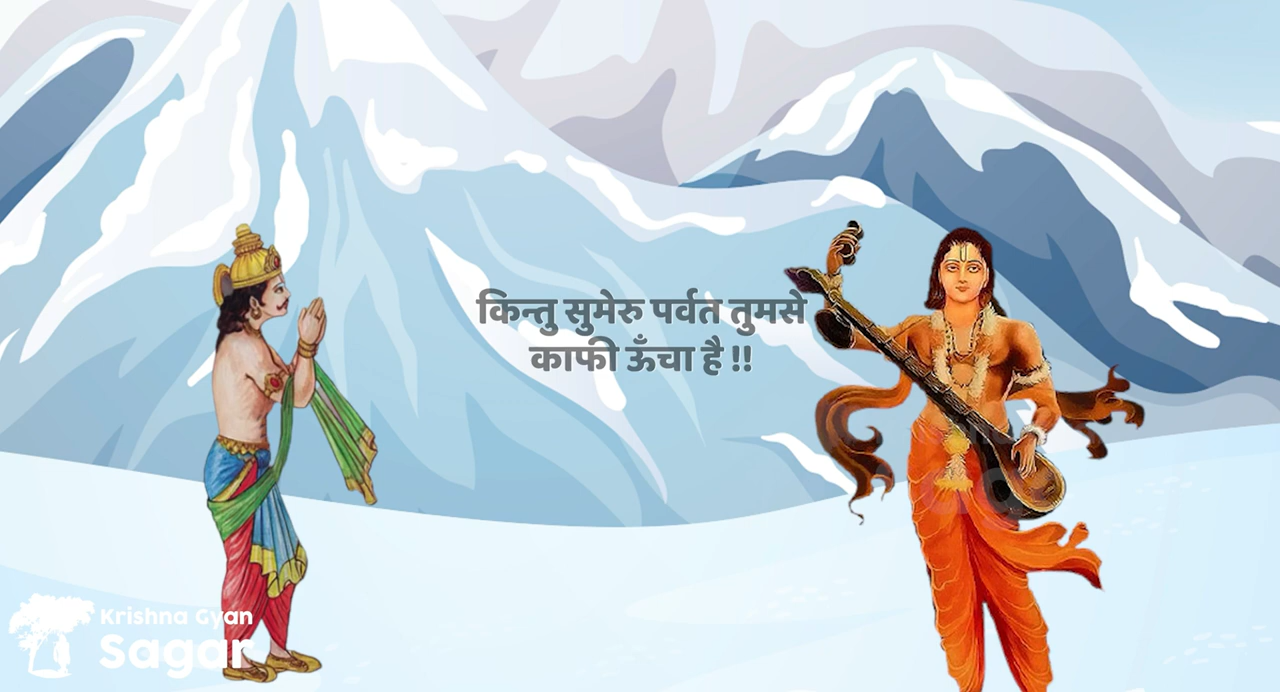 किन्तु सुमेरु पर्वत तुमसे
काफी ऊँचा है !!
Krishna Gyan
Sagar